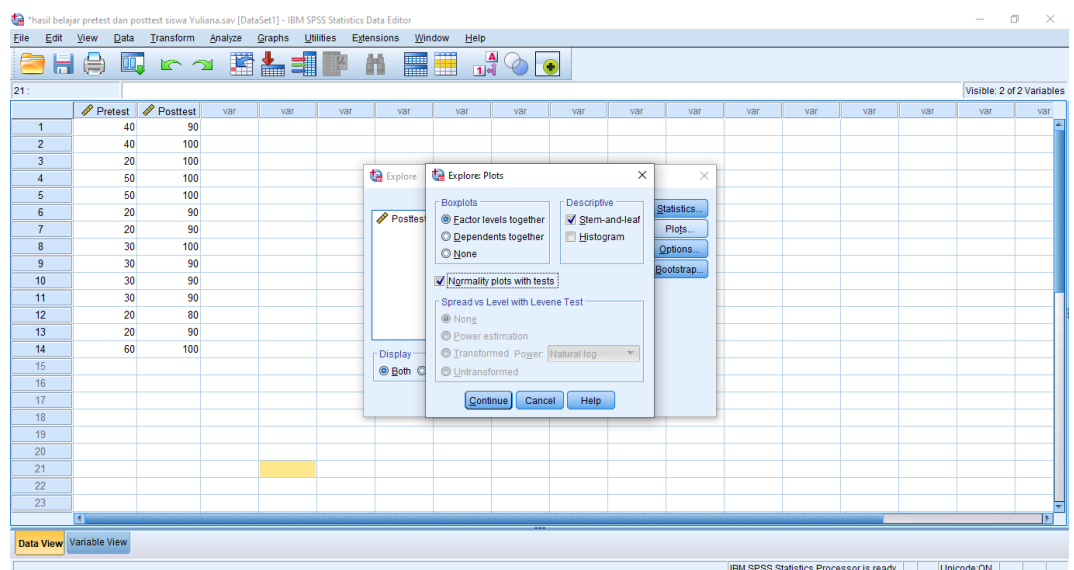 *hasil belajar pretest dan posttest siswa Yuliana.sav [DataSet1] - IBM SPSS Statistics Data Editor
File Edit View Data Transform Analyze Graphs Utilities Extensions Window Help
21 :
Visible: 2 of 2 Variables
Pretest Posttest var var var var var var var var var var var var var var var
1 40 90
2 40 100
3 20 100
4 50 100
5 50 100
6 20 90
7 20 90
8 30 100
9 30 90
10 30 90
11 30 90
12 20 80
13 20 90
14 60 100
15
16
17
18
19
20
21
22
23
Explore
Posttest
Display
Both
Statistics...
Plots...
Options...
Bootstrap...
Explore: Plots
Boxplots
Factor levels together
Dependents together
None
Descriptive
Stem-and-leaf
Histogram
Normality plots with tests
Spread vs Level with Levene Test
None
Power estimation
Transformed Power: Natural log
Untransformed
Continue Cancel Help
Data View Variable View
IBM SPSS Statistics Processor is ready Unicode:ON